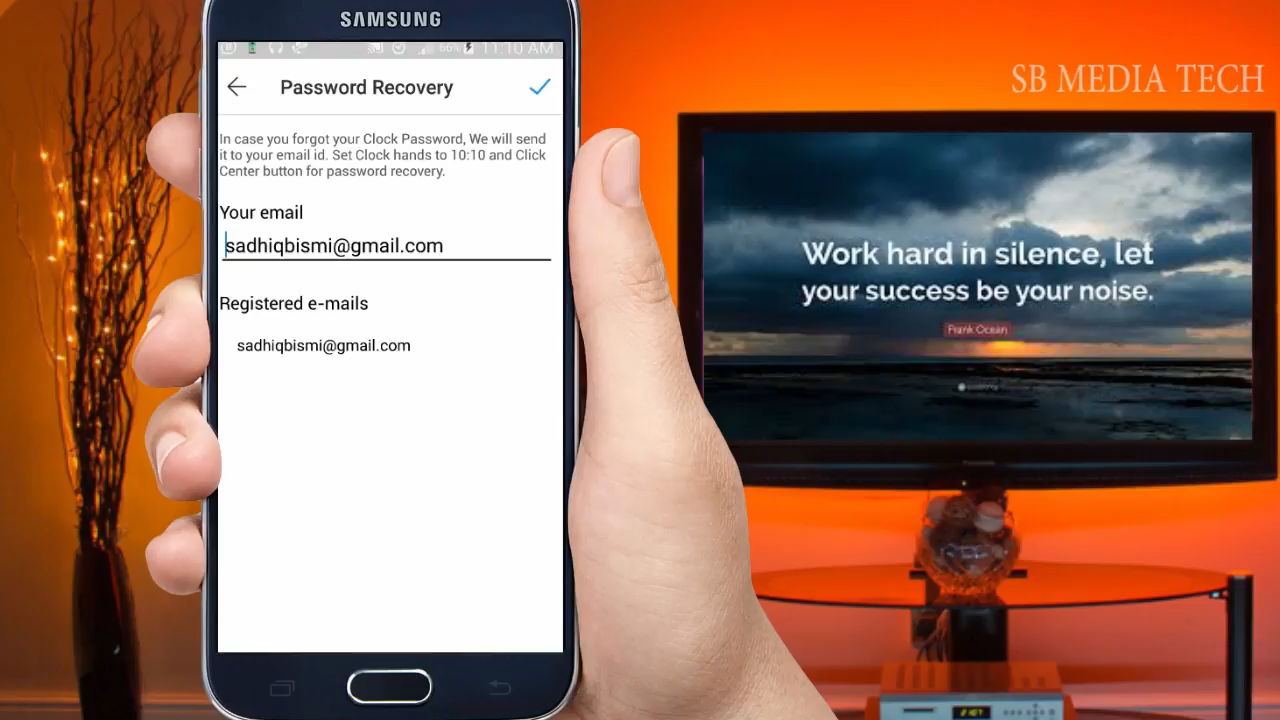 SAMSUNG
66% 11:10 AM
Password Recovery
In case you forgot your Clock Password, We will send
it to your email id. Set Clock hands to 10:10 and Click
Center button for password recovery.
Your email
sadhiqbismi@gmail.com
Registered e-mails
sadhiqbismi@gmail.com
SB MEDIA TECH
Work hard in silence, let
your success be your noise.
Frank Ocean